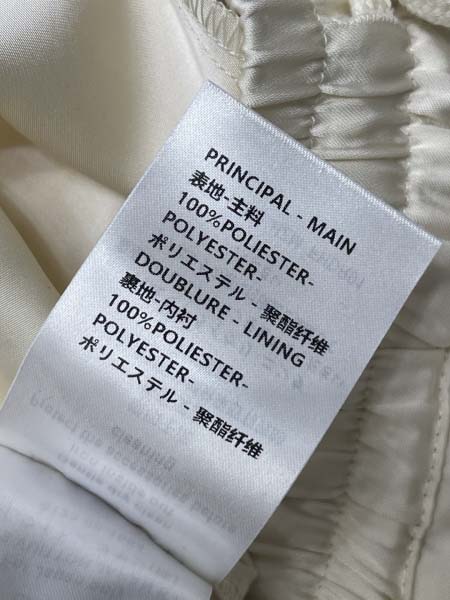 PRINCIPAL - MAIN
表地-主料
100%POLIESTER-
POLYESTER-
ポリエステル - 聚酯纤维
DOUBLURE - LINING
裏地-内衬
100%POLIESTER-
POLYESTER-
ポリエステル - 聚酯纤维